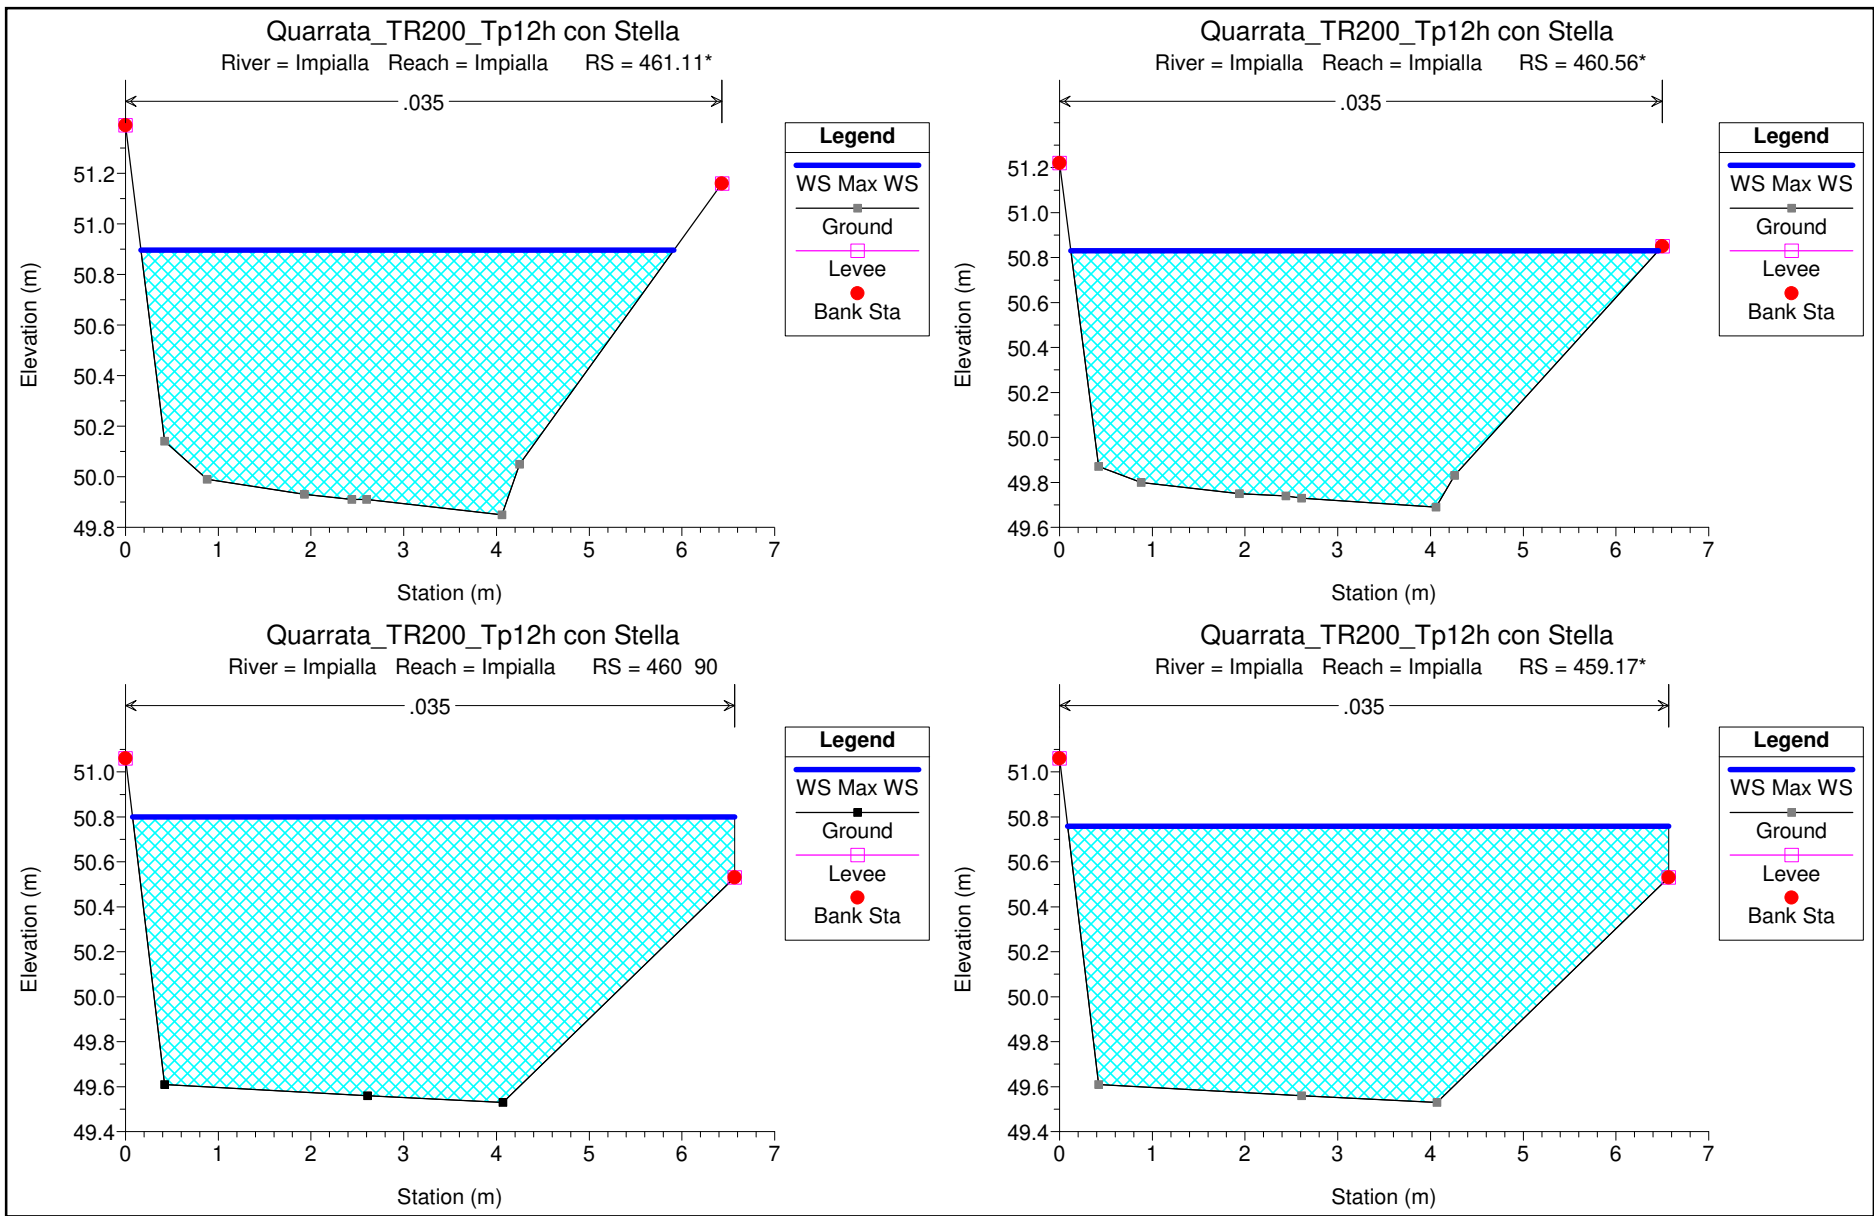 Quarrata_TR200_Tp12h con Stella
River = Impialla Reach = Impialla RS = 461.11*
.035
Legend
WS Max WS
Ground
Levee
Bank Sta
51.2
51.0
50.8
50.6
50.4
50.2
50.0
49.8
Elevation (m)
0 1 2 3 4 5 6 7
Station (m)
Quarrata_TR200_Tp12h con Stella
River = Impialla Reach = Impialla RS = 460.56*
.035
Legend
WS Max WS
Ground
Levee
Bank Sta
51.2
51.0
50.8
50.6
50.4
50.2
50.0
49.8
49.6
Elevation (m)
0 1 2 3 4 5 6 7
Station (m)
Quarrata_TR200_Tp12h con Stella
River = Impialla Reach = Impialla RS = 460 90
.035
Legend
WS Max WS
Ground
Levee
Bank Sta
51.0
50.8
50.6
50.4
50.2
50.0
49.8
49.6
49.4
Elevation (m)
0 1 2 3 4 5 6 7
Station (m)
Quarrata_TR200_Tp12h con Stella
River = Impialla Reach = Impialla RS = 459.17*
.035
Legend
WS Max WS
Ground
Levee
Bank Sta
51.0
50.8
50.6
50.4
50.2
50.0
49.8
49.6
49.4
Elevation (m)
0 1 2 3 4 5 6 7
Station (m)